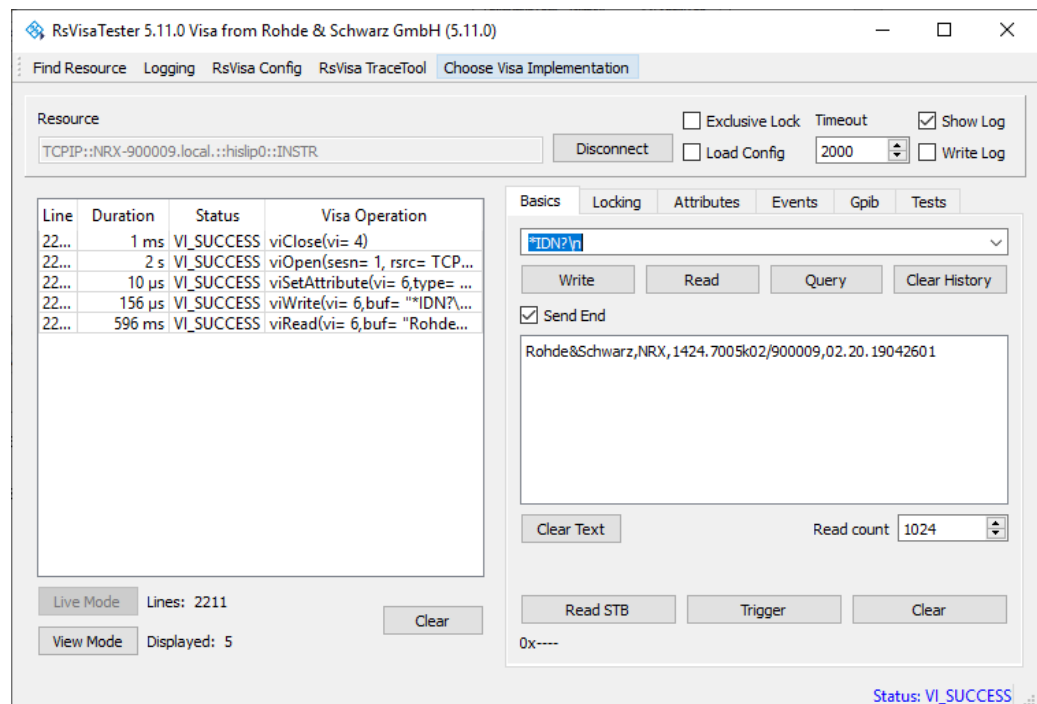 RsVisaTester 5.11.0 Visa from Rohde & Schwarz GmbH (5.11.0)
Find Resource Logging RsVisa Config RsVisa TraceTool Choose Visa Implementation
Resource
TCPIP::NRX-900009.local.::hislip0::INSTR
Disconnect
Exclusive Lock Timeout Show Log
Load Config 2000 Write Log
Line Duration Status Visa Operation
22... 1 ms VI_SUCCESS viClose(vi= 4)
22... 2 s VI_SUCCESS viOpen(sesn= 1, rsrc= TCP...
22... 10 µs VI_SUCCESS viSetAttribute(vi= 6,type= ...
22... 156 µs VI_SUCCESS viWrite(vi= 6,buf= "*IDN?\...
22... 596 ms VI_SUCCESS viRead(vi= 6,buf= "Rohde...
Live Mode Lines: 2211
Clear
View Mode Displayed: 5
Basics Locking Attributes Events Gpib Tests
*IDN?\n
Write Read Query Clear History
Send End
Rohde&Schwarz,NRX,1424.7005k02/900009,02.20.19042601
Clear Text Read count 1024
Read STB Trigger Clear
0x----
Status: VI_SUCCESS